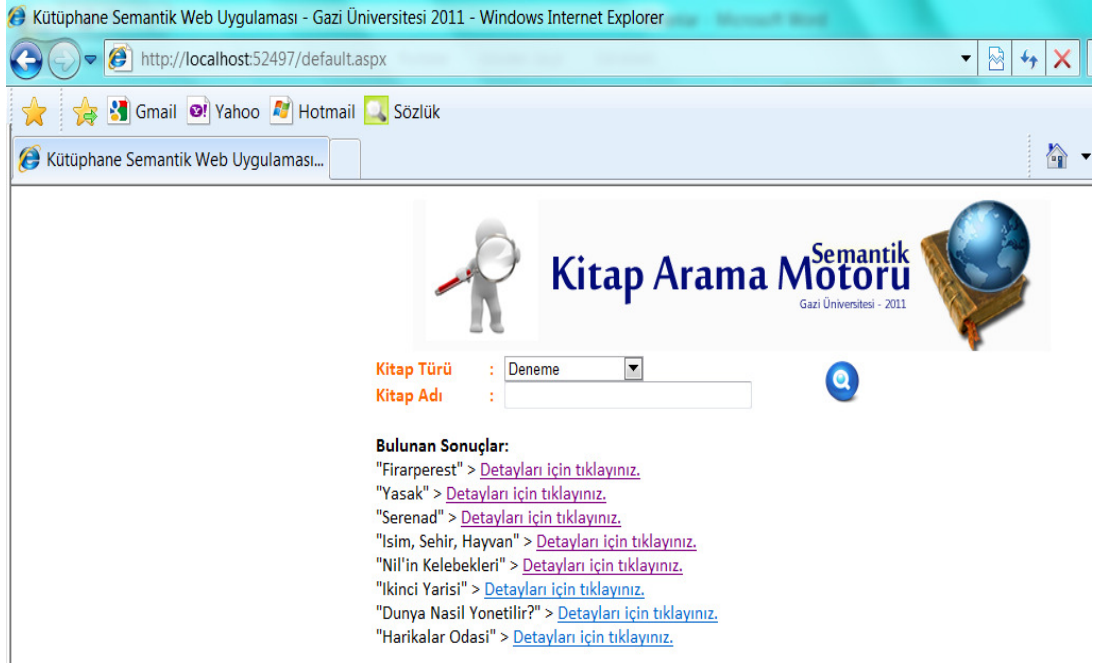 Kütüphane Semantik Web Uygulaması - Gazi Üniversitesi 2011 - Windows Internet Explorer
http://localhost:52497/default.aspx
Gmail Yahoo Hotmail Sözlük
Kütüphane Semantik Web Uygulaması...
Semantik
Kitap Arama Motoru
Gazi Üniversitesi - 2011
Kitap Türü : Deneme
Kitap Adı :
Bulunan Sonuçlar:
"Firarperest" > Detayları için tıklayınız.
"Yasak" > Detayları için tıklayınız.
"Serenad" > Detayları için tıklayınız.
"Isim, Sehir, Hayvan" > Detayları için tıklayınız.
"Nil'in Kelebekleri" > Detayları için tıklayınız.
"Ikinci Yarisi" > Detayları için tıklayınız.
"Dunya Nasil Yonetilir?" > Detayları için tıklayınız.
"Harikalar Odasi" > Detayları için tıklayınız.